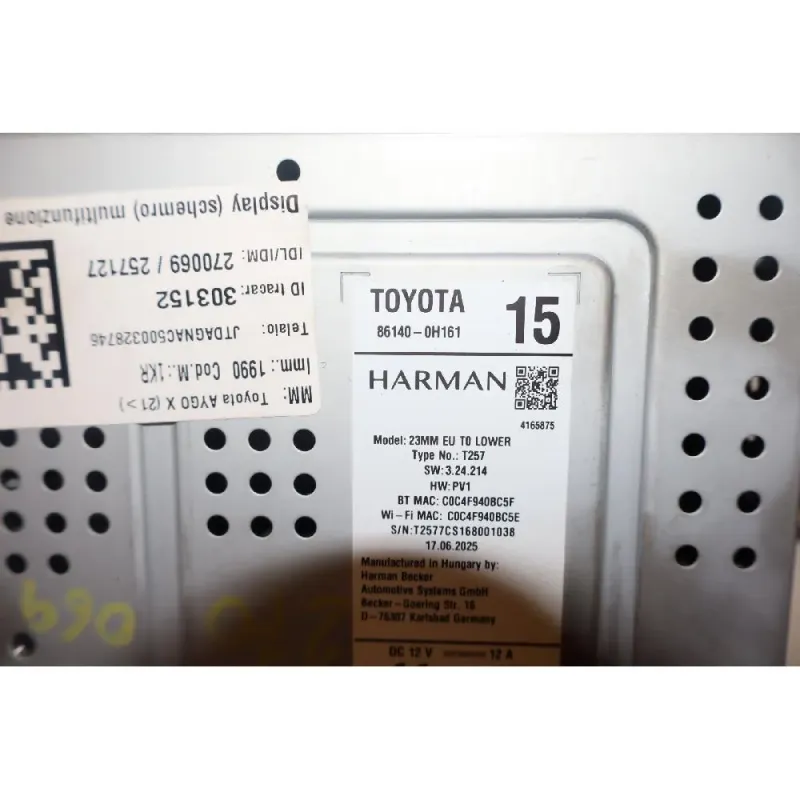 Display (schemro) multifunzione
IDL/IDM: 270069 / 257127
ID tracar: 303152
Telaio: JTDAGNAC500328746
Imm.: 1990 Cod.M.:1KR
MM: Toyota AYGO X (21>)
TOYOTA
86140-0H161
15
HARMAN
4165875
Model: 23MM EU T0 LOWER
Type No.: T257
SW: 3.24.214
HW: PV1
BT MAC: C0C4F940BC5F
Wi-Fi MAC: C0C4F940BC5E
S/N:T2577CS168001038
17.06.2025
Manufactured in Hungary by:
Harman Becker
Automotive Systems GmbH
Becker-Goering Str. 16
D-76307 Karlsbad Germany
DC 12 V 12 A
069